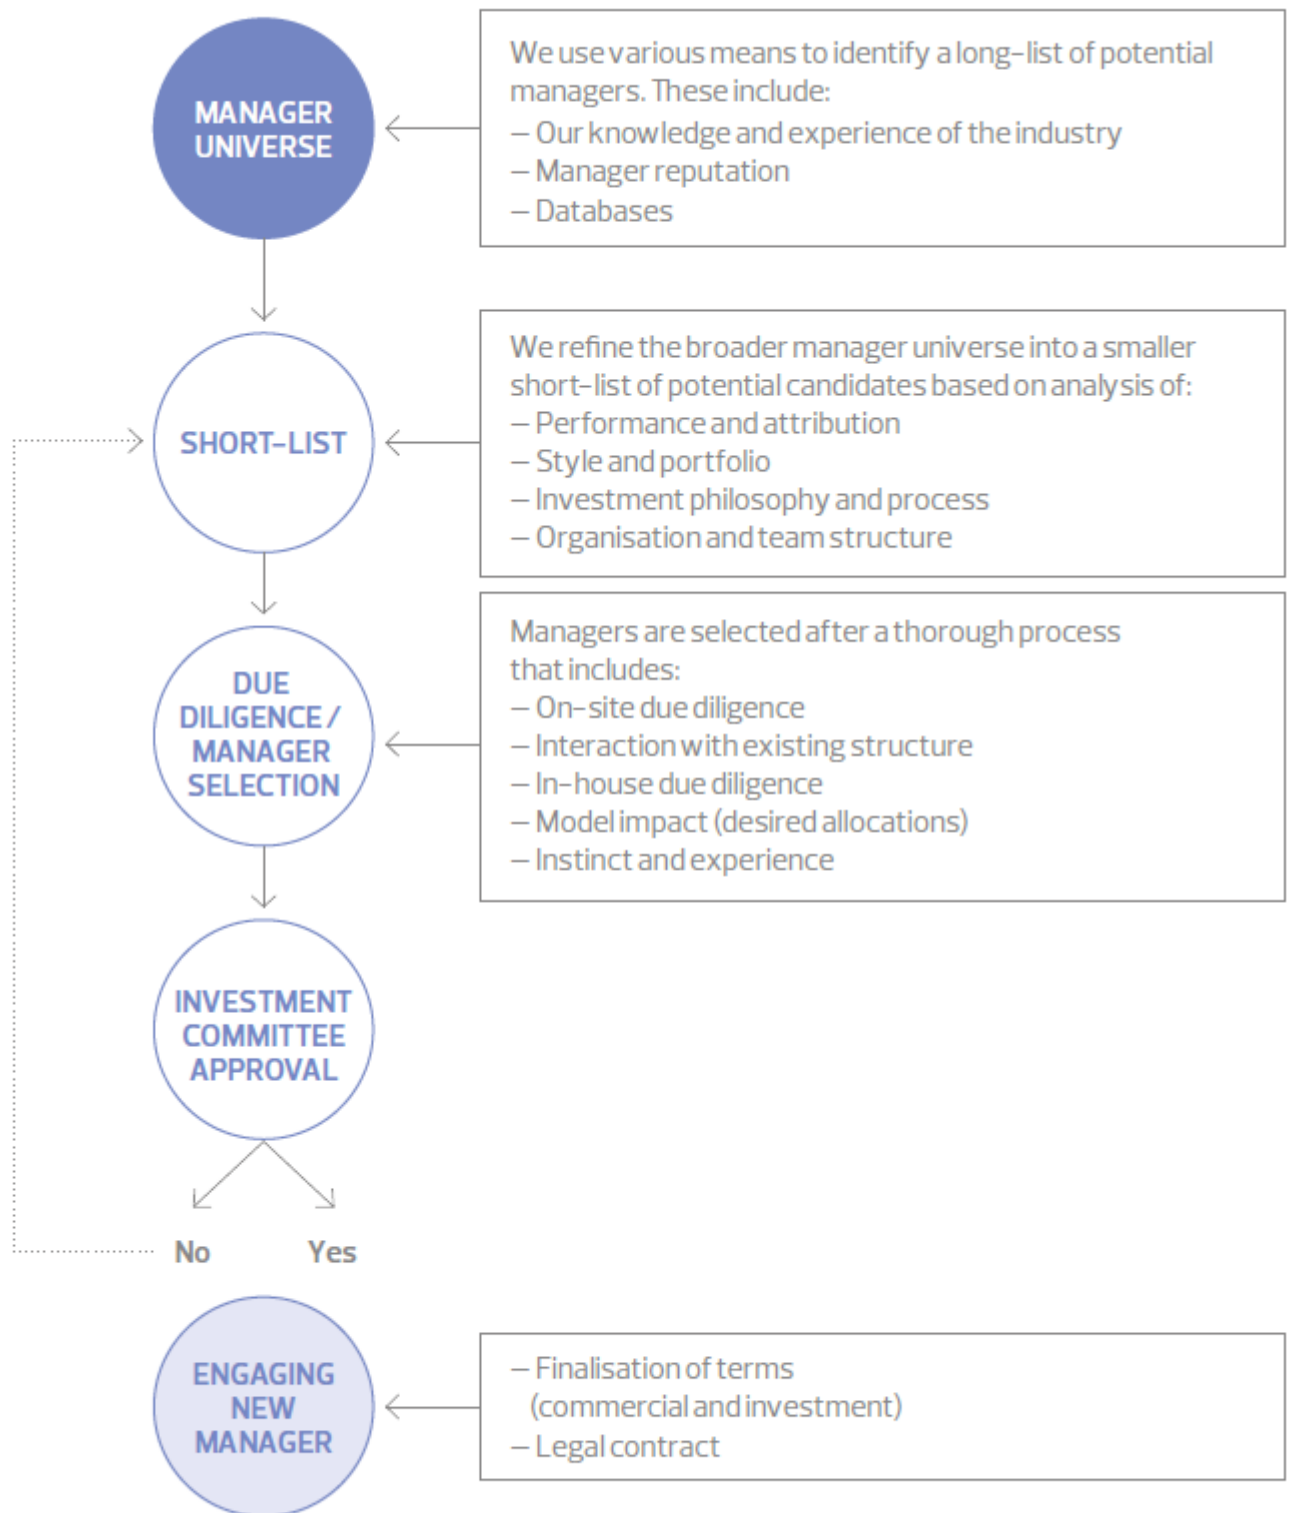 MANAGER
UNIVERSE
We use various means to identify a long-list of potential
managers. These include:
– Our knowledge and experience of the industry
– Manager reputation
– Databases
SHORT-LIST
We refine the broader manager universe into a smaller
short-list of potential candidates based on analysis of:
– Performance and attribution
– Style and portfolio
– Investment philosophy and process
– Organisation and team structure
DUE
DILIGENCE /
MANAGER
SELECTION
Managers are selected after a thorough process
that includes:
– On-site due diligence
– Interaction with existing structure
– In-house due diligence
– Model impact (desired allocations)
– Instinct and experience
INVESTMENT
COMMITTEE
APPROVAL
No Yes
ENGAGING
NEW
MANAGER
– Finalisation of terms
(commercial and investment)
– Legal contract